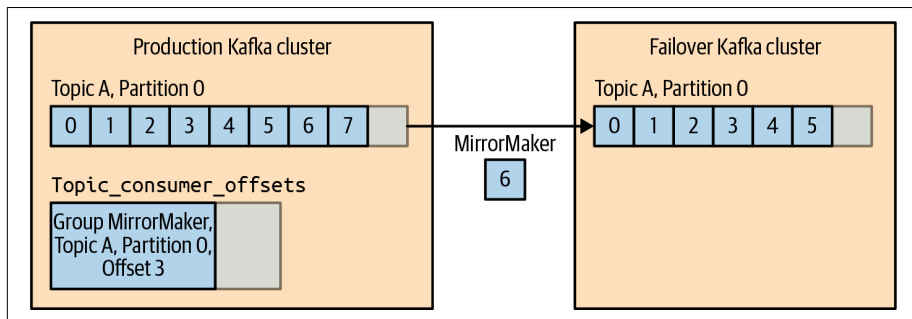 Production Kafka cluster
Topic A, Partition 0
0 1 2 3 4 5 6 7
Topic_consumer_offsets
Group MirrorMaker,
Topic A, Partition 0,
Offset 3
MirrorMaker
6
Failover Kafka cluster
Topic A, Partition 0
0 1 2 3 4 5